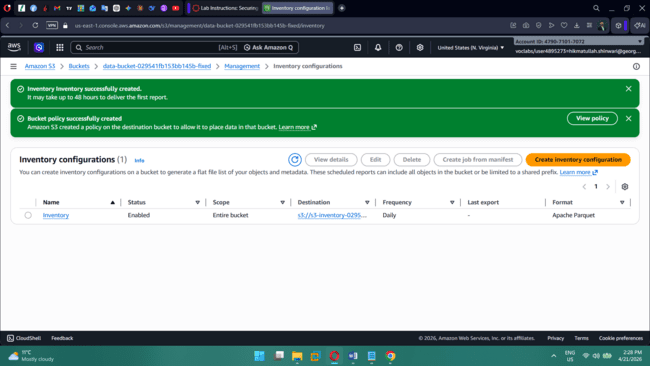 Lab Instructions: Securing
Inventory configurations
VPN
us-east-1.console.aws.amazon.com/s3/management/data-bucket-029541fb153bb145b-fixed/inventory
aws
Search
[Alt+S]
Ask Amazon Q
United States (N. Virginia)
Account ID: 4790-7101-7072
Amazon S3 > Buckets > data-bucket-029541fb153bb145b-fixed > Management > Inventory configurations
Inventory Inventory successfully created.
It may take up to 48 hours to deliver the first report.
Bucket policy successfully created
Amazon S3 created a policy on the destination bucket to allow it to place data in that bucket. Learn more
View policy
Inventory configurations (1) Info
View details
Edit
Delete
Create job from manifest
Create inventory configuration
You can create inventory configurations on a bucket to generate a flat file list of your objects and metadata. These scheduled reports can include all objects in the bucket or be limited to a shared prefix. Learn more
1
Name Status Scope Destination Frequency Last export Format
Inventory Enabled Entire bucket s3://s3-inventory-0295... Daily - Apache Parquet
CloudShell Feedback
© 2026, Amazon Web Services, Inc. or its affiliates. Privacy Terms Cookie preferences
11°C
Mostly cloudy
ENG
US
2:28 PM
4/21/2026